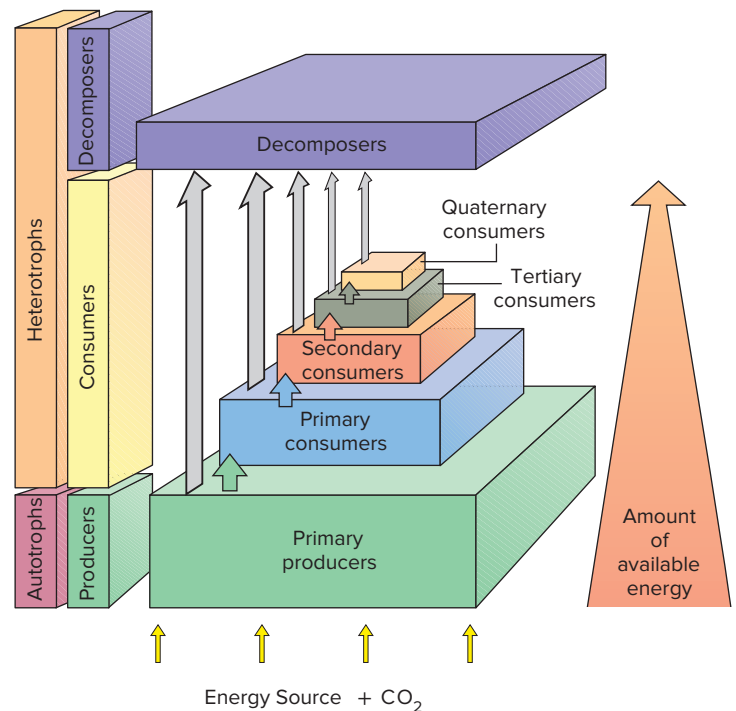 Decomposers
Heterotrophs
Consumers
Autotrophs
Producers
Decomposers
Quaternary
consumers
Tertiary
consumers
Secondary
consumers
Primary
consumers
Primary
producers
Amount
of
available
energy
Energy Source + CO₂